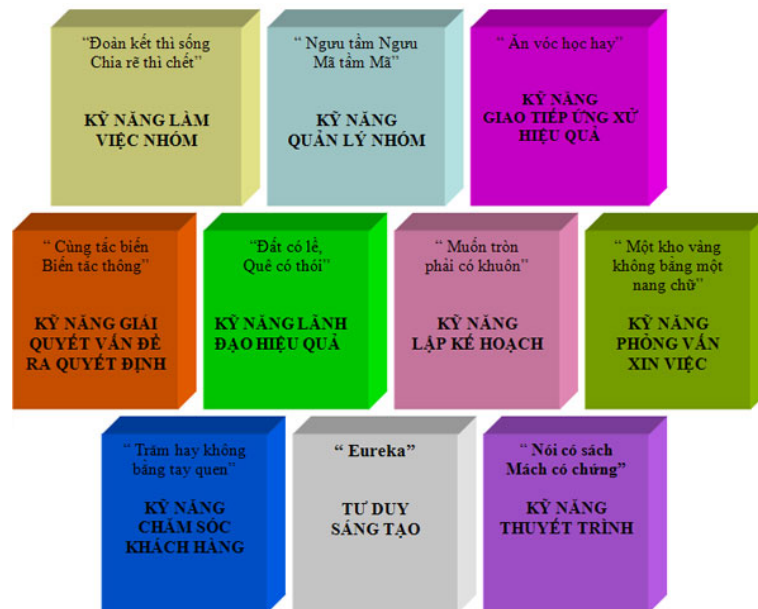 “Đoàn kết thì sống
Chia rẽ thì chết”
KỸ NĂNG LÀM
VIỆC NHÓM
“ Ngưu tầm Ngưu
Mã tầm Mã”
KỸ NĂNG
QUẢN LÝ NHÓM
“ Ăn vóc học hay”
KỸ NĂNG
GIAO TIẾP ỨNG XỬ
HIỆU QUẢ
“ Cùng tắc biến
Biến tắc thông”
KỸ NĂNG GIẢI
QUYẾT VẤN ĐỀ
RA QUYẾT ĐỊNH
“Đất có lề,
Quê có thói”
KỸ NĂNG LÃNH
ĐẠO HIỆU QUẢ
“ Muốn tròn
phải có khuôn”
KỸ NĂNG
LẬP KẾ HOẠCH
“ Một kho vàng
không bằng một
nang chữ”
KỸ NĂNG
PHỎNG VẤN
XIN VIỆC
“ Trăm hay không
bằng tay quen”
KỸ NĂNG
CHĂM SÓC
KHÁCH HÀNG
“ Eureka”
TƯ DUY
SÁNG TẠO
“ Nói có sách
Mách có chứng”
KỸ NĂNG
THUYẾT TRÌNH